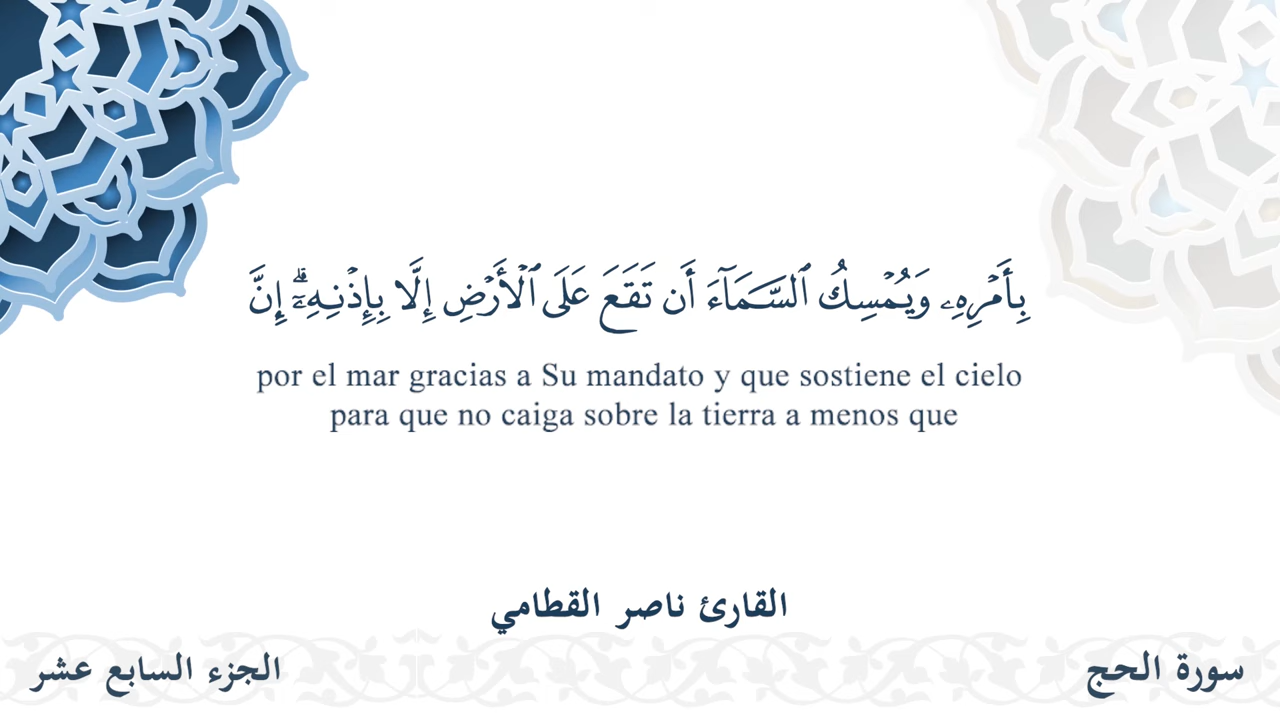 بِأَمْرِهِۦ وَيُمْسِكُ ٱلسَّمَآءَ أَن تَقَعَ عَلَى ٱلْأَرْضِ إِلَّا بِإِذْنِهِۦٓ ۗ إِنَّ
por el mar gracias a Su mandato y que sostiene el cielo
para que no caiga sobre la tierra a menos que
القارئ ناصر القطامي
سورة الحج
الجزء السابع عشر